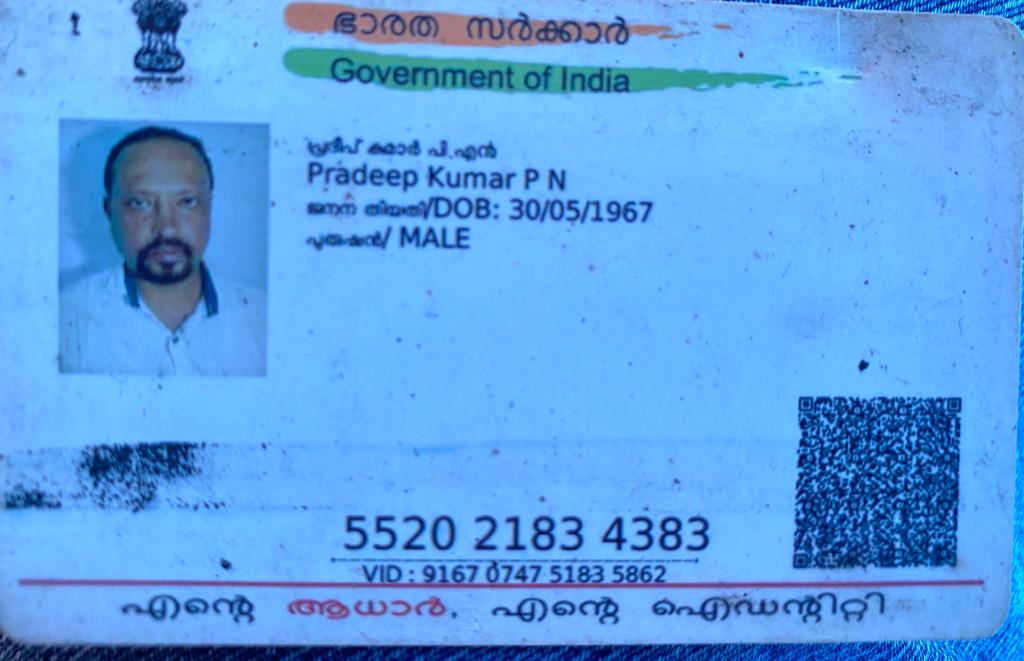 ഭാരത സർക്കാർ
Government of India
പ്രദീപ് കുമാർ പി.എൻ
Pradeep Kumar P N
ജനന തിയതി/DOB: 30/05/1967
പുരുഷൻ/ MALE
5520 2183 4383
VID : 9167 0747 5183 5862
എന്റെ ആധാർ, എന്റെ ഐഡന്റിറ്റി